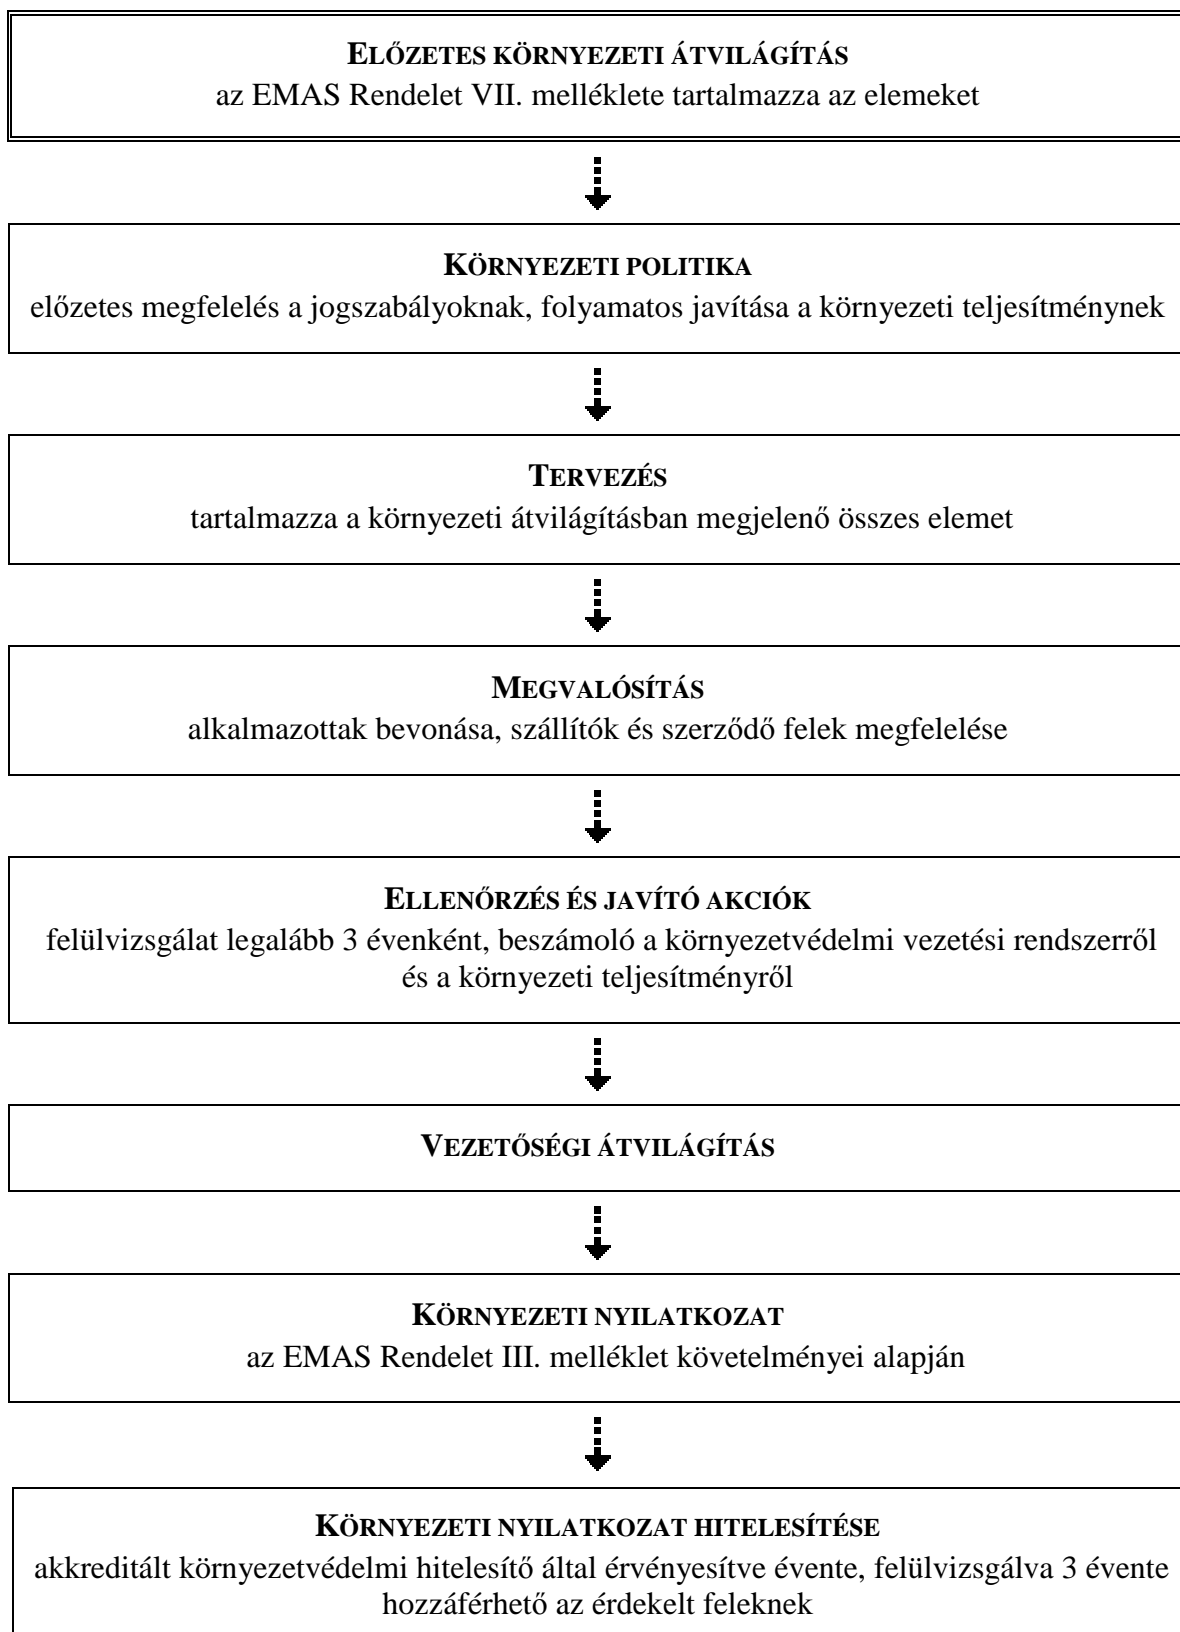 ELŐZETES KÖRNYEZETI ÁTVILÁGÍTÁS
az EMAS Rendelet VII. melléklete tartalmazza az elemeket
KÖRNYEZETI POLITIKA
előzetes megfelelés a jogszabályoknak, folyamatos javítása a környezeti teljesítménynek
TERVEZÉS
tartalmazza a környezeti átvilágításban megjelenő összes elemet
MEGVALÓSÍTÁS
alkalmazottak bevonása, szállítók és szerződő felek megfelelése
ELLENŐRZÉS ÉS JAVÍTÓ AKCIÓK
felülvizsgálat legalább 3 évenként, beszámoló a környezetvédelmi vezetési rendszerről
és a környezeti teljesítményről
VEZETŐSÉGI ÁTVILÁGÍTÁS
KÖRNYEZETI NYILATKOZAT
az EMAS Rendelet III. melléklet követelményei alapján
KÖRNYEZETI NYILATKOZAT HITELESÍTÉSE
akkreditált környezetvédelmi hitelesítő által érvényesítve évente, felülvizsgálva 3 évente
hozzáférhető az érdekelt feleknek